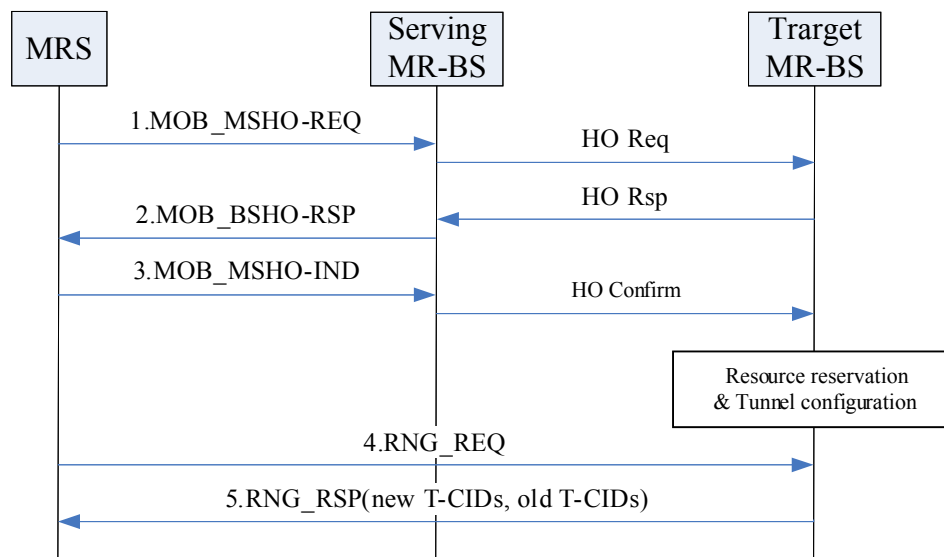 MRS
Serving
MR-BS
Trarget
MR-BS
1.MOB_MSHO-REQ
HO Req
HO Rsp
2.MOB_BSHO-RSP
3.MOB_MSHO-IND
HO Confirm
Resource reservation
& Tunnel configuration
4.RNG_REQ
5.RNG_RSP(new T-CIDs, old T-CIDs)